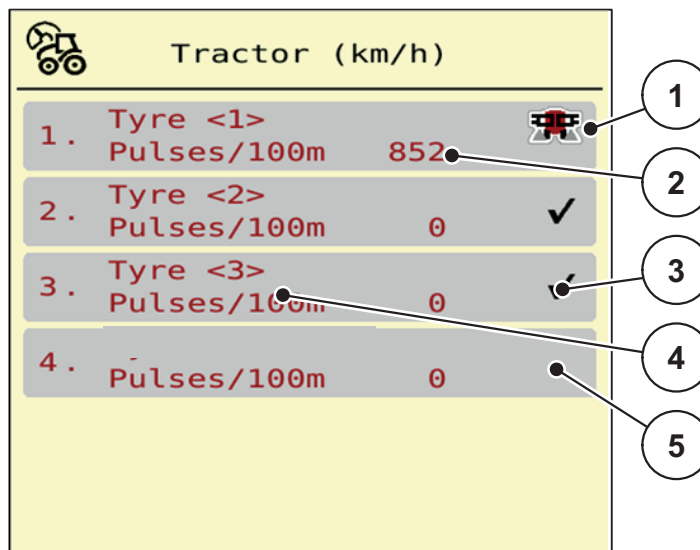 Tractor (km/h)
1. Tyre <1>
Pulses/100m 852
2. Tyre <2>
Pulses/100m 0
3. Tyre <3>
Pulses/100m 0
4.
Pulses/100m 0
1
2
3
4
5